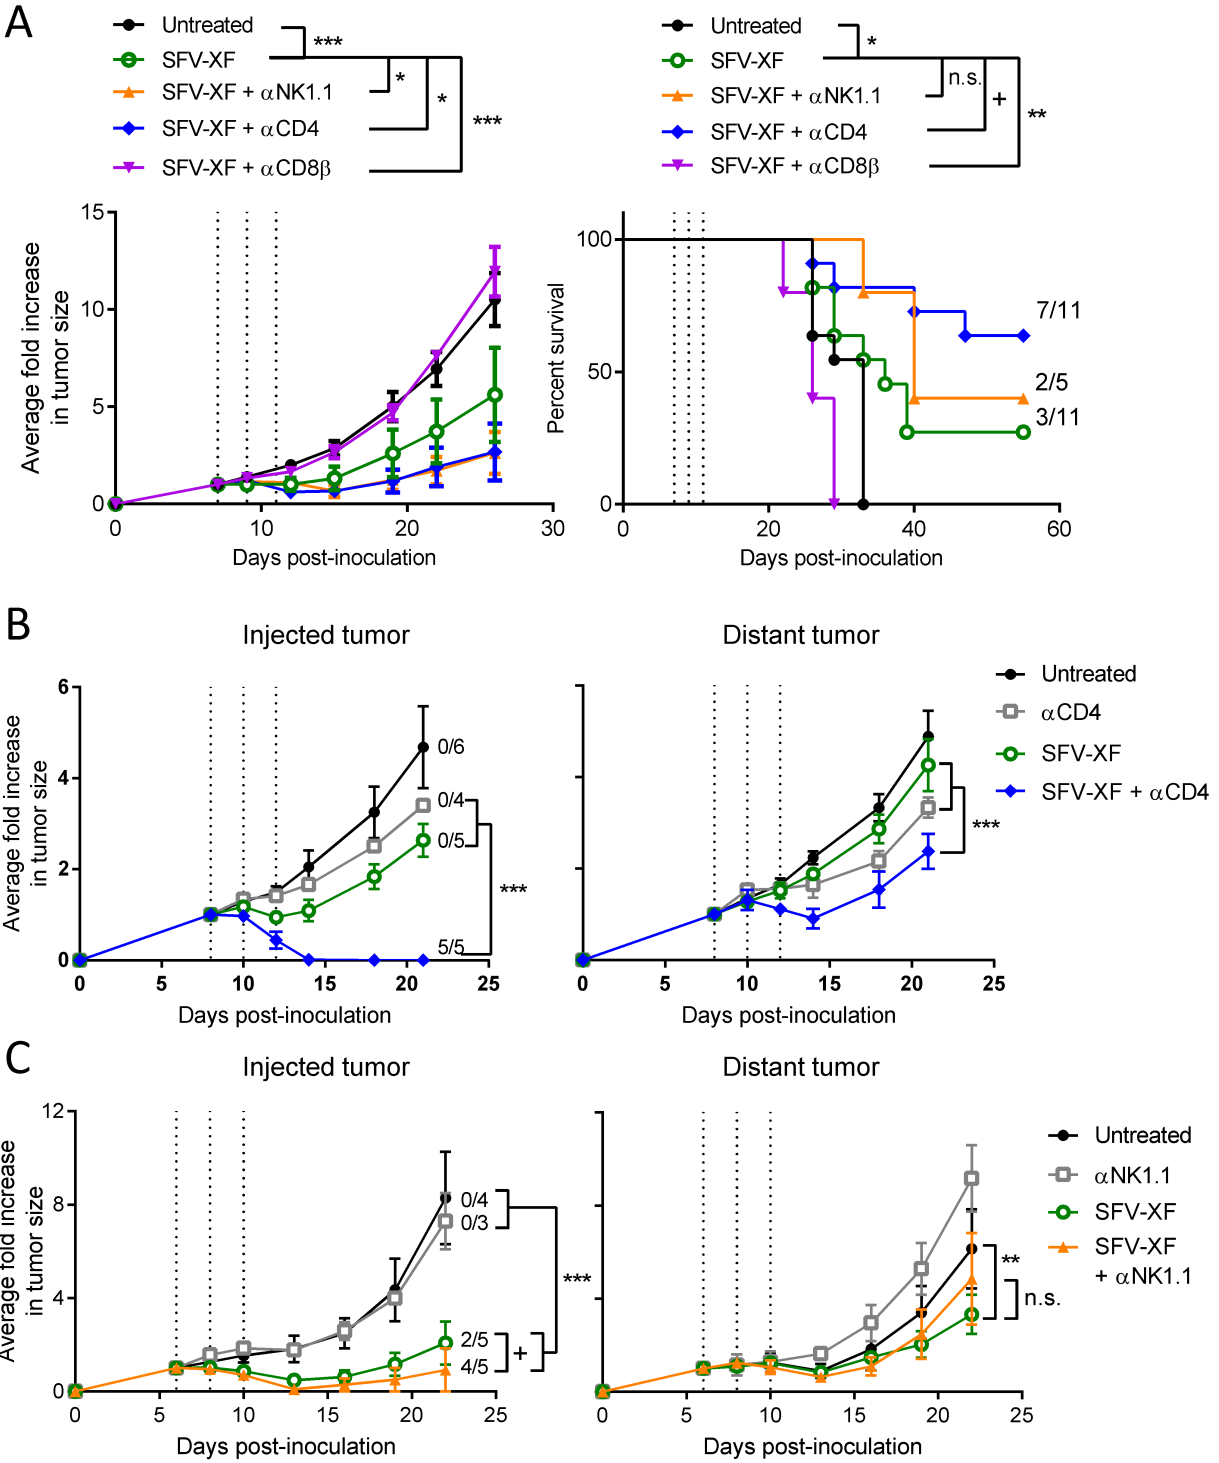 A
Untreated
SFV-XF
SFV-XF + αNK1.1
SFV-XF + αCD4
SFV-XF + αCD8β
***
*
*
***
Untreated
SFV-XF
SFV-XF + αNK1.1
SFV-XF + αCD4
SFV-XF + αCD8β
*
n.s.
+
**
Average fold increase
in tumor size
15
10
5
0
0
10
20
30
Days post-inoculation
Percent survival
100
50
0
0
20
40
60
Days post-inoculation
7/11
2/5
3/11
B
Injected tumor
Distant tumor
Average fold increase
in tumor size
6
4
2
0
0
5
10
15
20
25
Days post-inoculation
0/6
0/4
0/5
5/5
***
0
5
10
15
20
25
Days post-inoculation
***
Untreated
αCD4
SFV-XF
SFV-XF + αCD4
C
Injected tumor
Distant tumor
Average fold increase
in tumor size
12
8
4
0
0
5
10
15
20
25
Days post-inoculation
0/4
0/3
2/5
4/5
+
***
0
5
10
15
20
25
Days post-inoculation
**
n.s.
Untreated
αNK1.1
SFV-XF
SFV-XF
+ αNK1.1